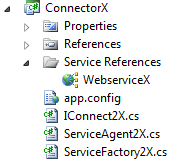 ConnectorX
Properties
References
Service References
WebserviceX
app.config
IConnect2X.cs
ServiceAgent2X.cs
ServiceFactory2X.cs